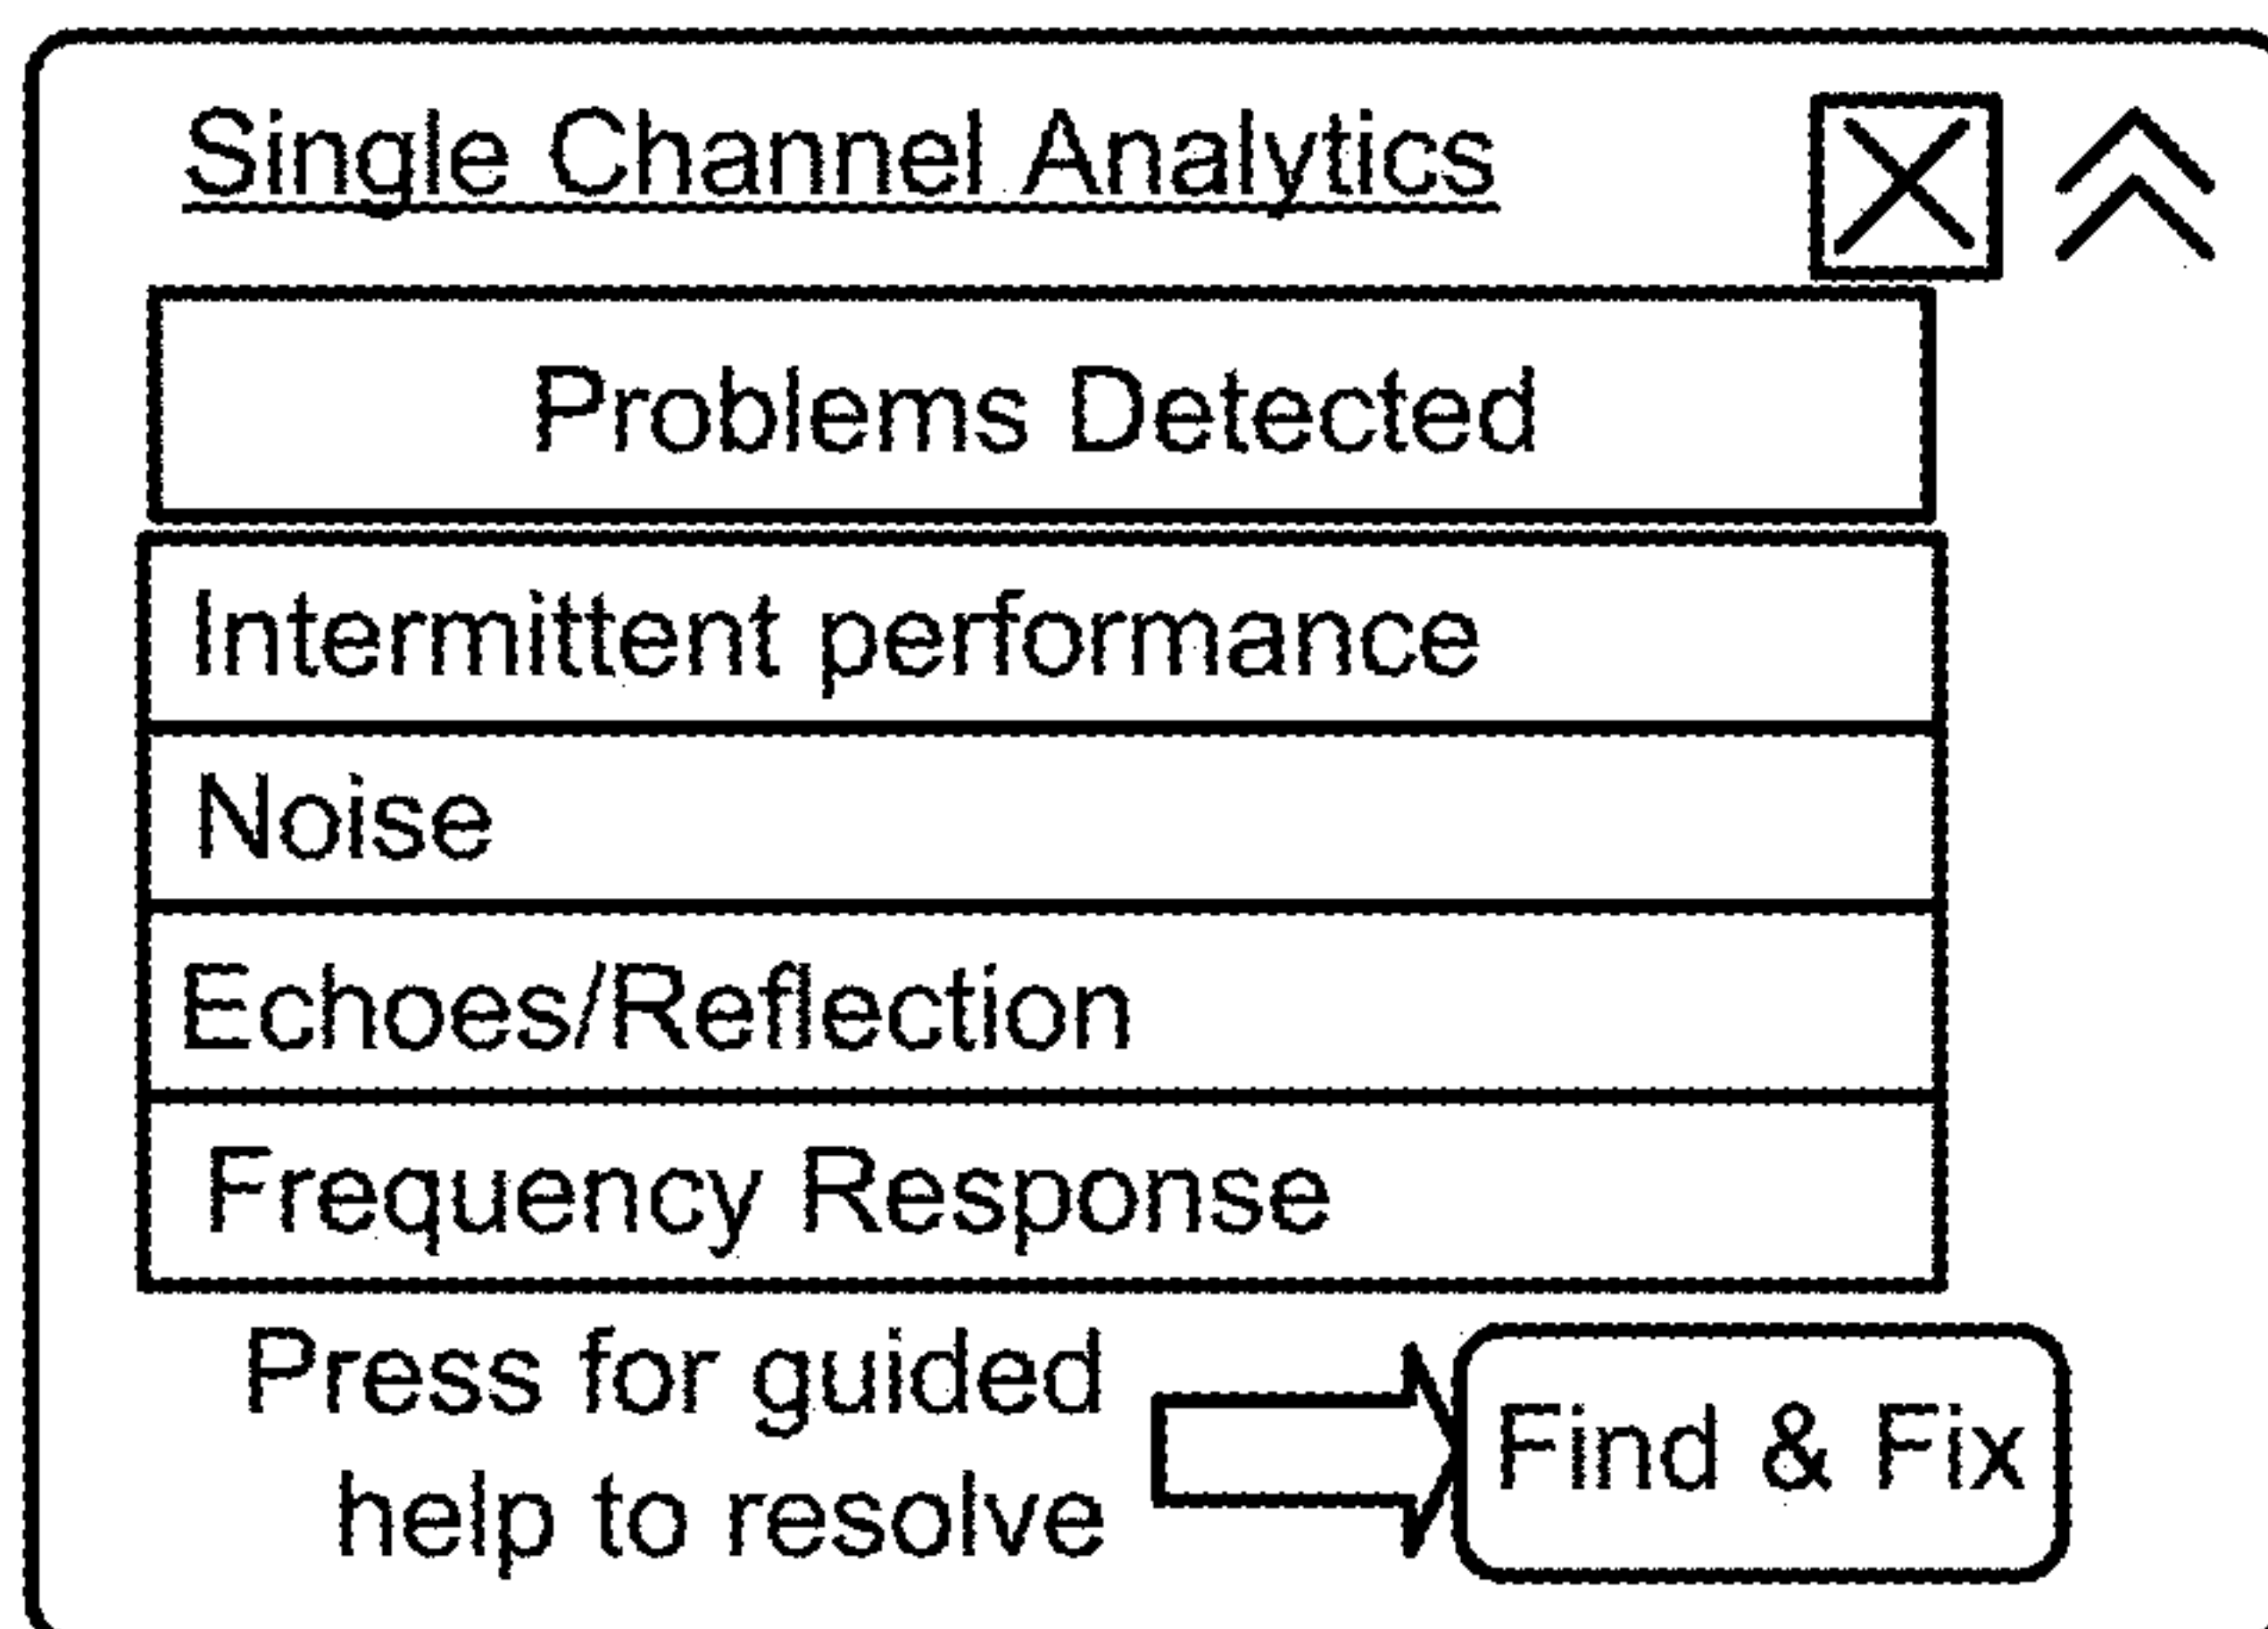 Single Channel Analytics
Problems Detected
Intermittent performance
Noise
Echoes/Reflection
Frequency Response
Press for guided
help to resolve
Find & Fix